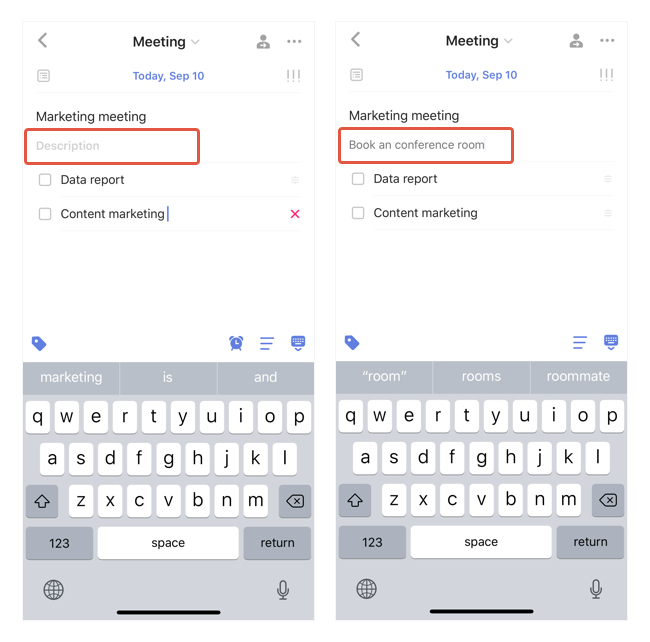 Meeting
Today, Sep 10
Marketing meeting
Description
Data report
Content marketing
marketing is and
q w e r t y u i o p
a s d f g h j k l
z x c v b n m
123 space return
Meeting
Today, Sep 10
Marketing meeting
Book an conference room
Data report
Content marketing
“room” rooms roommate
q w e r t y u i o p
a s d f g h j k l
z x c v b n m
123 space return